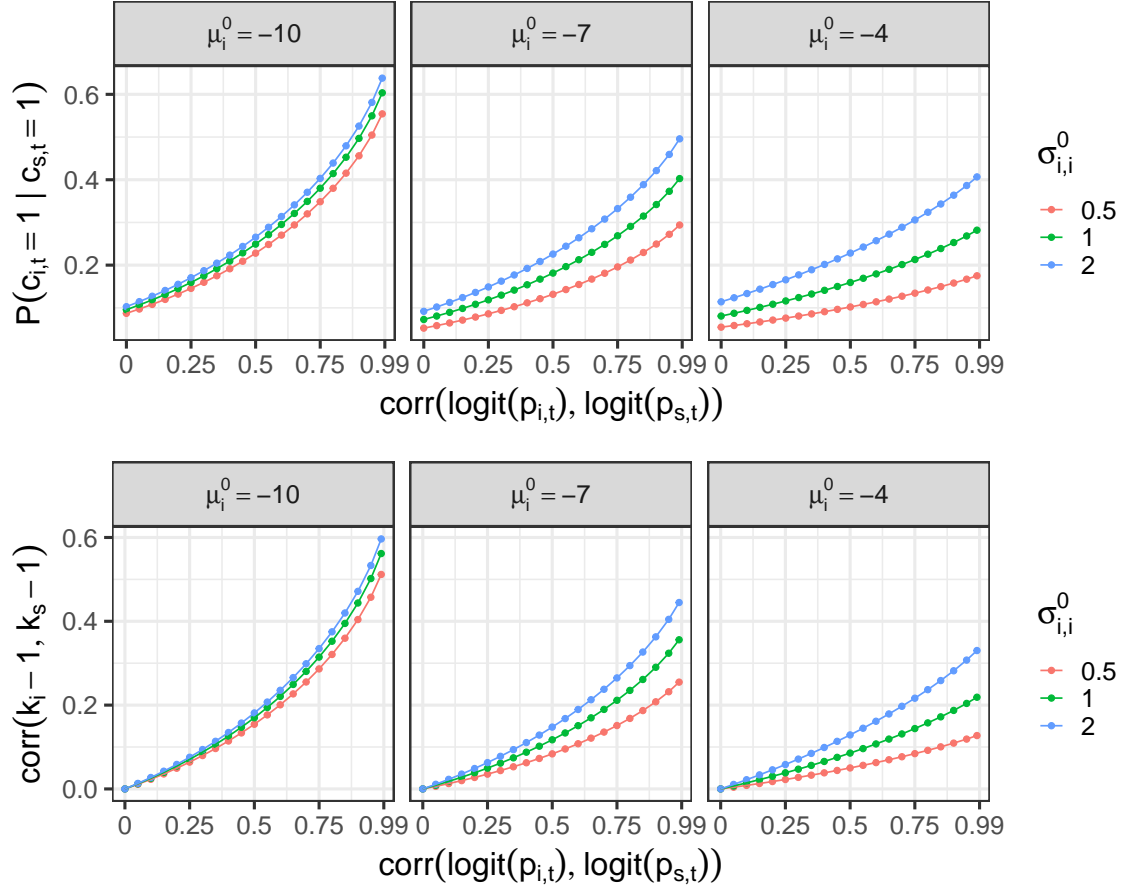 μ_i^0 = −10 μ_i^0 = −7 μ_i^0 = −4
P(c_{i,t} = 1 | c_{s,t} = 1)
0.6
0.4
0.2
0 0.25 0.5 0.75 0.99 0 0.25 0.5 0.75 0.99 0 0.25 0.5 0.75 0.99
corr(logit(p_{i,t}), logit(p_{s,t}))
σ_{i,i}^0
0.5
1
2
μ_i^0 = −10 μ_i^0 = −7 μ_i^0 = −4
corr(k_i − 1, k_s − 1)
0.6
0.4
0.2
0.0
0 0.25 0.5 0.75 0.99 0 0.25 0.5 0.75 0.99 0 0.25 0.5 0.75 0.99
corr(logit(p_{i,t}), logit(p_{s,t}))
σ_{i,i}^0
0.5
1
2